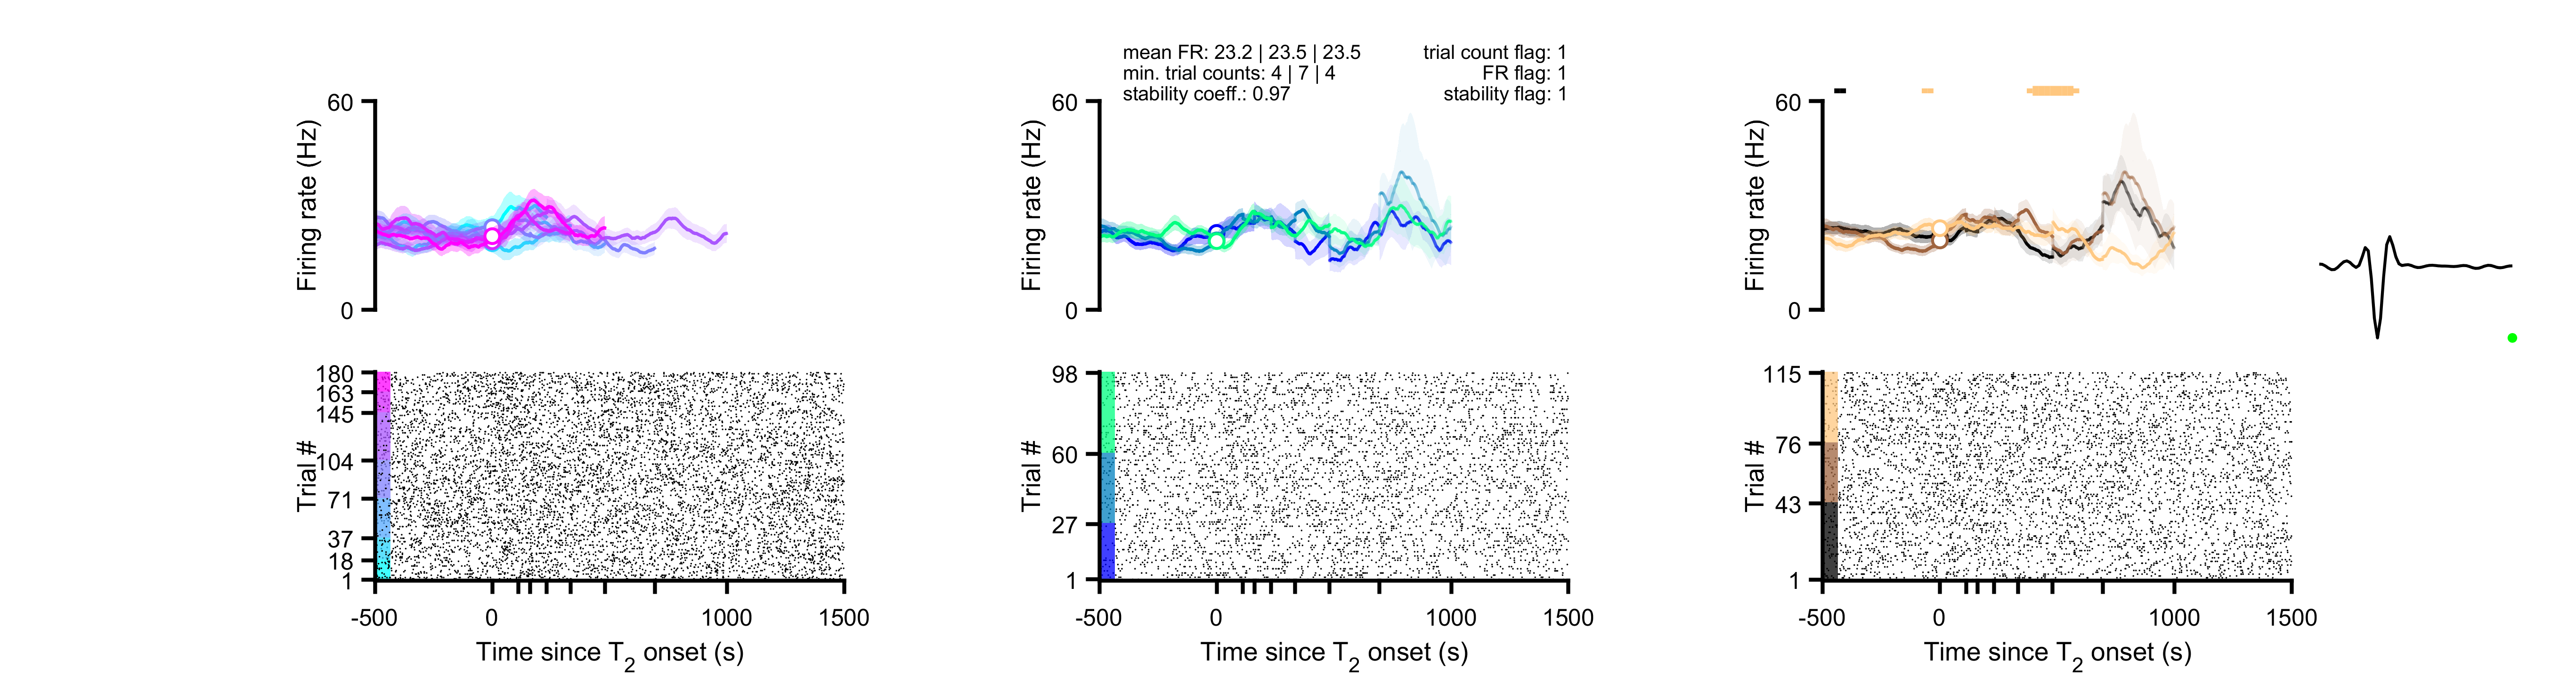 mean FR: 23.2 | 23.5 | 23.5
min. trial counts: 4 | 7 | 4
stability coeff.: 0.97
trial count flag: 1
FR flag: 1
stability flag: 1
60
Firing rate (Hz)
0
60
Firing rate (Hz)
0
60
Firing rate (Hz)
0
180
163
145
104
71
37
18
1
Trial #
-500 0 1000 1500
Time since T2 onset (s)
98
60
27
1
Trial #
-500 0 1000 1500
Time since T2 onset (s)
115
76
43
1
Trial #
-500 0 1000 1500
Time since T2 onset (s)